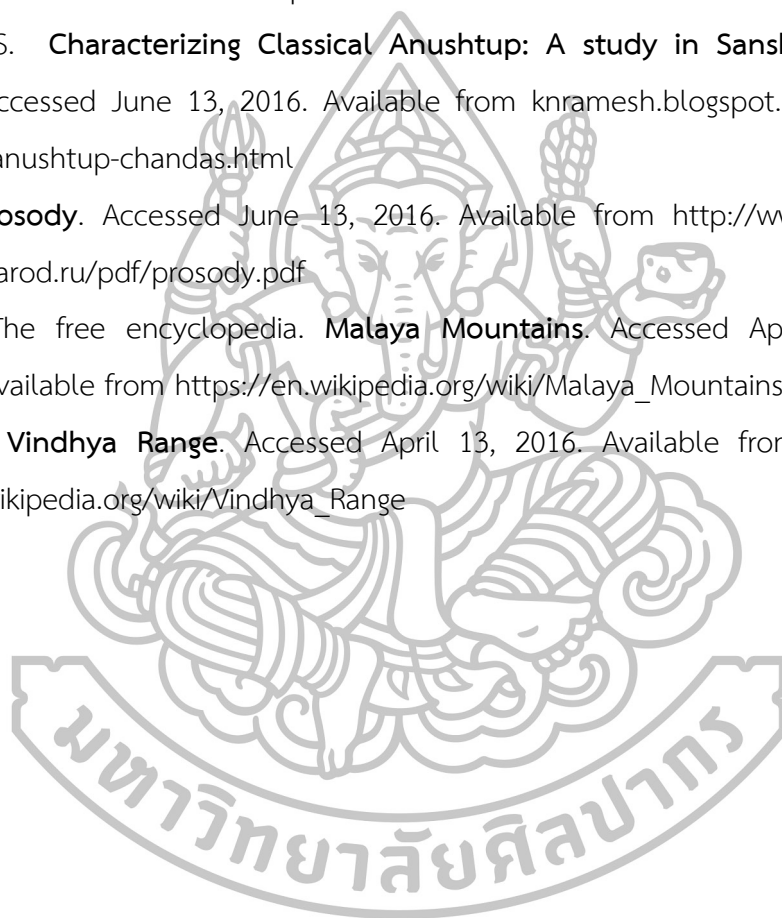 S. Characterizing Classical Anushtup: A study in Sansk
ccessed June 13, 2016. Available from knramesh.blogspot.
anushtup-chandas.html
osody. Accessed June 13, 2016. Available from http://w
arod.ru/pdf/prosody.pdf
The free encyclopedia. Malaya Mountains. Accessed Ap
vailable from https://en.wikipedia.org/wiki/Malaya_Mountains
Vindhya Range. Accessed April 13, 2016. Available from
ikipedia.org/wiki/Vindhya_Range
มหาวิทยาลัยศิลปากร